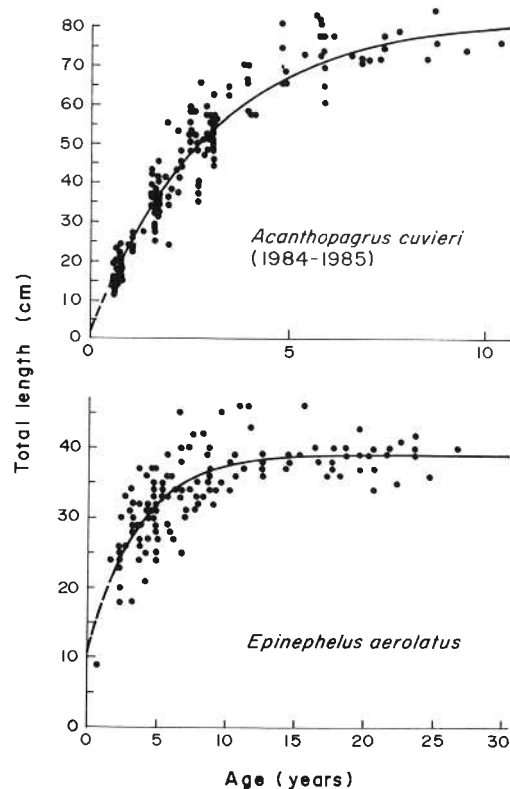 80
70
60
50
40
30
20
10
0
0 5 10
Acanthopagrus cuvieri
(1984-1985)
Total length (cm)
40
30
20
10
0
0 5 10 15 20 25 30
Epinephelus aerolatus
Age (years)